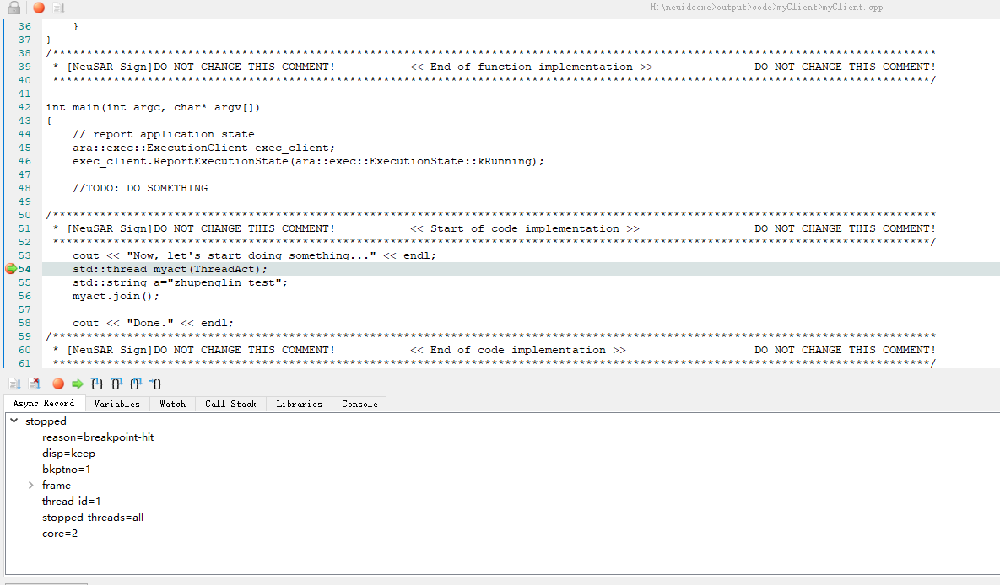 H:\neuideexe>output>code>myClient>myClient.cpp
36 }
37 }
38 /***********************************************************************************************************************************
39 * [NeuSAR Sign]DO NOT CHANGE THIS COMMENT! << End of function implementation >> DO NOT CHANGE THIS COMMENT!
40 **********************************************************************************************************************************/
41
42 int main(int argc, char* argv[])
43 {
44 // report application state
45 ara::exec::ExecutionClient exec_client;
46 exec_client.ReportExecutionState(ara::exec::ExecutionState::kRunning);
47
48 //TODO: DO SOMETHING
49
50 /***********************************************************************************************************************************
51 * [NeuSAR Sign]DO NOT CHANGE THIS COMMENT! << Start of code implementation >> DO NOT CHANGE THIS COMMENT!
52 **********************************************************************************************************************************/
53 cout << "Now, let's start doing something..." << endl;
54 std::thread myact(ThreadAct);
55 std::string a="zhupenglin test";
56 myact.join();
57
58 cout << "Done." << endl;
59 /***********************************************************************************************************************************
60 * [NeuSAR Sign]DO NOT CHANGE THIS COMMENT! << End of code implementation >> DO NOT CHANGE THIS COMMENT!
61 **********************************************************************************************************************************/
Async Record Variables Watch Call Stack Libraries Console
stopped
reason=breakpoint-hit
disp=keep
bkptno=1
frame
thread-id=1
stopped-threads=all
core=2